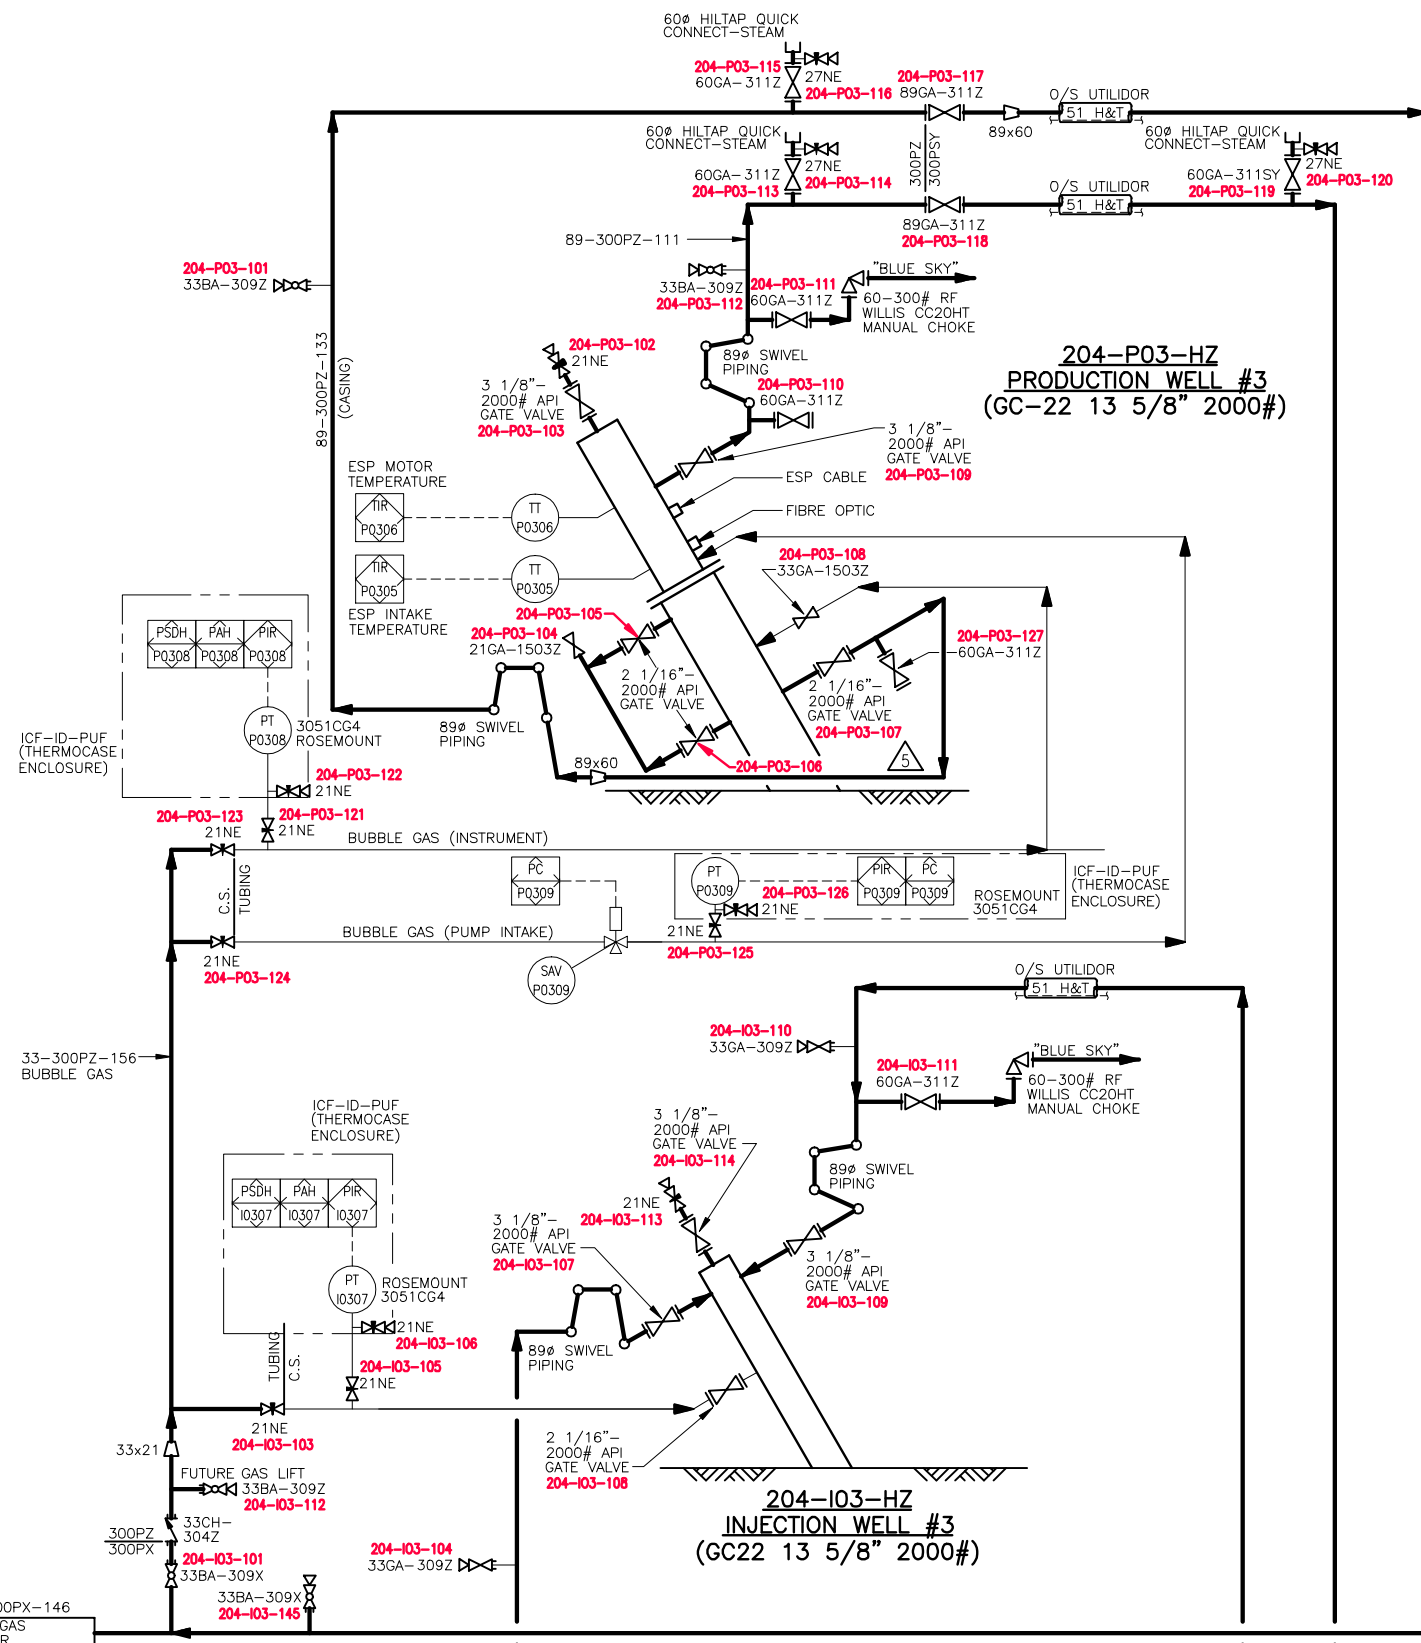 60ø HILTAP QUICK
CONNECT-STEAM
204-P03-115
60GA-311Z
27NE
204-P03-116
204-P03-117
89GA-311Z
89x60
O/S UTILIDOR
51 H&T
60ø HILTAP QUICK
CONNECT-STEAM
60GA-311Z
204-P03-113
27NE
204-P03-114
300PZ
300PSY
O/S UTILIDOR
51 H&T
60ø HILTAP QUICK
CONNECT-STEAM
60GA-311SY
204-P03-119
27NE
204-P03-120
89GA-311Z
204-P03-118
89-300PZ-111
204-P03-101
33BA-309Z
33BA-309Z
204-P03-112
204-P03-111
60GA-311Z
"BLUE SKY"
60-300# RF
WILLIS CC20HT
MANUAL CHOKE
89-300PZ-133
(CASING)
204-P03-102
21NE
89ø SWIVEL
PIPING
204-P03-HZ
PRODUCTION WELL #3
(GC-22 13 5/8" 2000#)
3 1/8"-
2000# API
GATE VALVE
204-P03-103
204-P03-110
60GA-311Z
3 1/8"-
2000# API
GATE VALVE
204-P03-109
ESP MOTOR
TEMPERATURE
TIR
P0306
TT
P0306
ESP CABLE
FIBRE OPTIC
TIR
P0305
TT
P0305
ESP INTAKE
TEMPERATURE
204-P03-108
33GA-1503Z
204-P03-105
204-P03-104
21GA-1503Z
204-P03-127
60GA-311Z
2 1/16"-
2000# API
GATE VALVE
2 1/16"-
2000# API
GATE VALVE
204-P03-107
PSDH
P0308
PAH
P0308
PIR
P0308
PT
P0308
3051CG4
ROSEMOUNT
ICF-ID-PUF
(THERMOCASE
ENCLOSURE)
89ø SWIVEL
PIPING
89x60
204-P03-106
5
204-P03-122
21NE
204-P03-123
21NE
204-P03-121
21NE
BUBBLE GAS (INSTRUMENT)
C.S.
TUBING
PC
P0309
PT
P0309
204-P03-126
21NE
PIR
P0309
PC
P0309
ROSEMOUNT
3051CG4
ICF-ID-PUF
(THERMOCASE
ENCLOSURE)
BUBBLE GAS (PUMP INTAKE)
21NE
204-P03-125
21NE
204-P03-124
SAV
P0309
O/S UTILIDOR
51 H&T
33-300PZ-156
BUBBLE GAS
204-I03-110
33GA-309Z
204-I03-111
60GA-311Z
"BLUE SKY"
60-300# RF
WILLIS CC20HT
MANUAL CHOKE
ICF-ID-PUF
(THERMOCASE
ENCLOSURE)
3 1/8"-
2000# API
GATE VALVE
204-I03-114
89ø SWIVEL
PIPING
PSDH
I0307
PAH
I0307
PIR
I0307
21NE
204-I03-113
3 1/8"-
2000# API
GATE VALVE
204-I03-107
3 1/8"-
2000# API
GATE VALVE
204-I03-109
PT
I0307
ROSEMOUNT
3051CG4
21NE
204-I03-106
TUBING
C.S.
204-I03-105
21NE
89ø SWIVEL
PIPING
21NE
204-I03-103
33x21
2 1/16"-
2000# API
GATE VALVE
204-I03-108
FUTURE GAS LIFT
33BA-309Z
204-I03-112
204-I03-HZ
INJECTION WELL #3
(GC22 13 5/8" 2000#)
33CH-
304Z
300PZ
300PX
204-I03-101
33BA-309X
204-I03-104
33GA-309Z
33BA-309X
204-I03-145
00PX-146
GAS
R